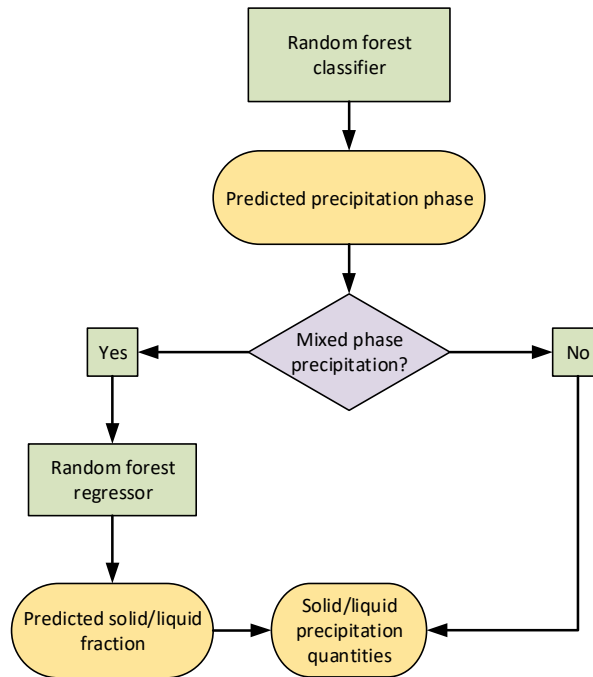 Random forest
classifier
Predicted precipitation phase
Mixed phase
precipitation?
Yes
No
Random forest
regressor
Predicted solid/liquid
fraction
Solid/liquid
precipitation
quantities